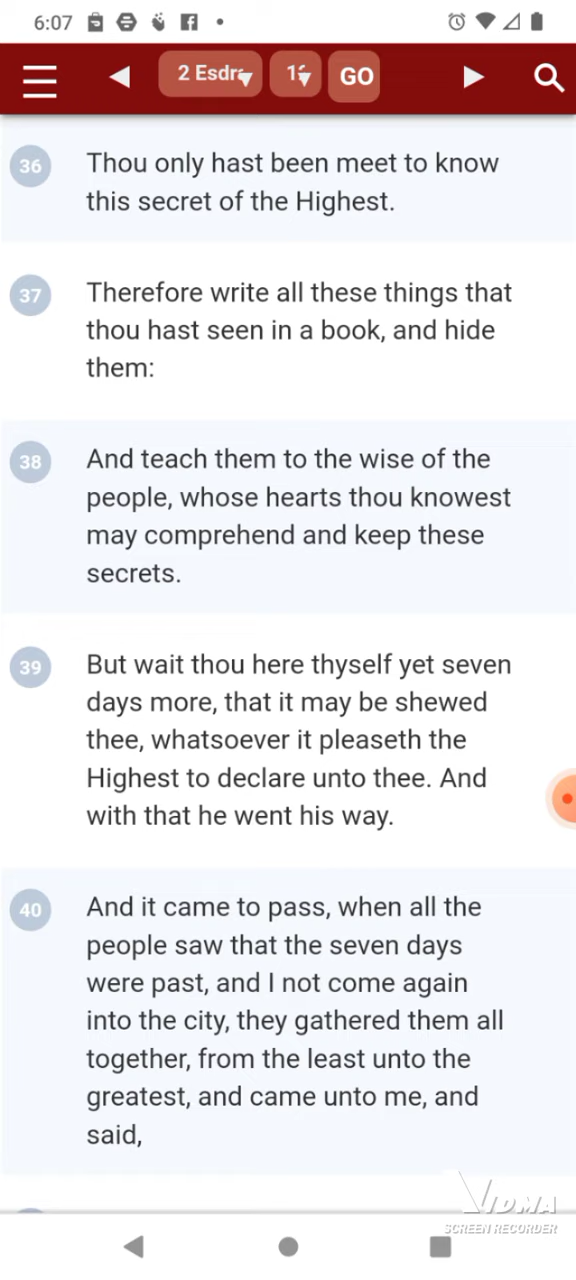 6:07
2 Esdr
GO
36
Thou only hast been meet to know
this secret of the Highest.
37
Therefore write all these things that
thou hast seen in a book, and hide
them:
38
And teach them to the wise of the
people, whose hearts thou knowest
may comprehend and keep these
secrets.
39
But wait thou here thyself yet seven
days more, that it may be shewed
thee, whatsoever it pleaseth the
Highest to declare unto thee. And
with that he went his way.
40
And it came to pass, when all the
people saw that the seven days
were past, and I not come again
into the city, they gathered them all
together, from the least unto the
greatest, and came unto me, and
said,
VIDMA
SCREEN RECORDER